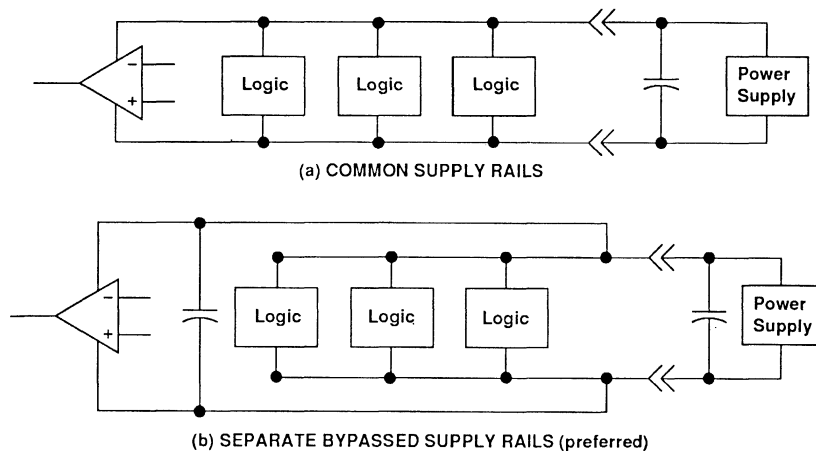 −
+
Logic
Logic
Logic
Power
Supply
(a) COMMON SUPPLY RAILS
−
+
Logic
Logic
Logic
Power
Supply
(b) SEPARATE BYPASSED SUPPLY RAILS (preferred)